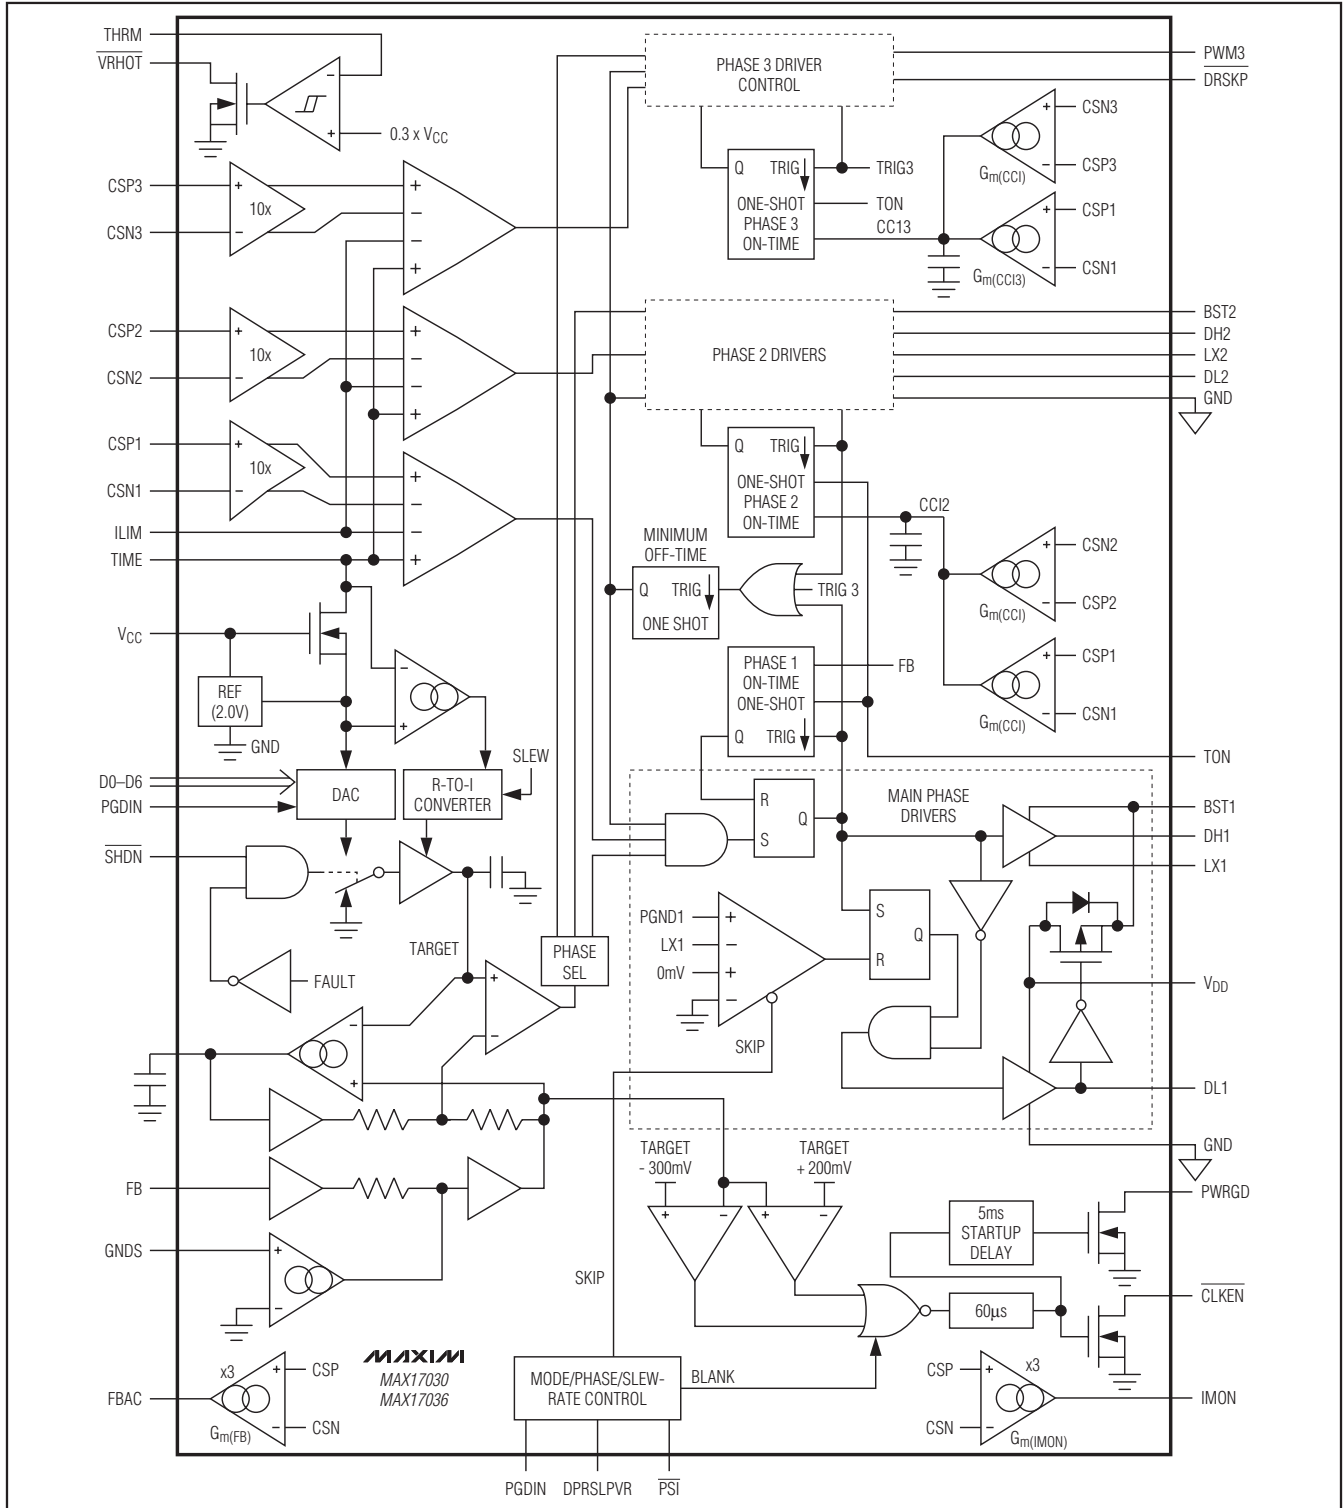 THRM
VRHOT
0.3 x VCC
PHASE 3 DRIVER
CONTROL
PWM3
DRSKP
CSN3
CSP3
Gm(CCI)
Q TRIG
TRIG3
ONE-SHOT
PHASE 3
ON-TIME
TON
CC13
CSP1
CSN1
Gm(CCI3)
CSP3
CSN3
10x
+
−
−
+
CSP2
CSN2
10x
+
−
−
+
PHASE 2 DRIVERS
BST2
DH2
LX2
DL2
GND
CSP1
CSN1
10x
ILIM
TIME
+
−
−
+
Q TRIG
ONE-SHOT
PHASE 2
ON-TIME
CCI2
CSN2
CSP2
Gm(CCI)
CSP1
CSN1
Gm(CCI)
MINIMUM
OFF-TIME
Q TRIG
ONE SHOT
TRIG 3
VCC
REF
(2.0V)
GND
PHASE 1
ON-TIME
ONE-SHOT
Q TRIG
FB
TON
D0–D6
PGDIN
DAC
R-TO-I
CONVERTER
SLEW
R
S
Q
MAIN PHASE
DRIVERS
BST1
DH1
LX1
SHDN
FAULT
TARGET
PHASE
SEL
PGND1 +
LX1 −
0mV +
−
SKIP
S
R
Q
VDD
DL1
GND
FB
GNDS
TARGET
- 300mV
TARGET
+ 200mV
5ms
STARTUP
DELAY
PWRGD
60µs
CLKEN
SKIP
FBAC
x3
CSP
CSN
Gm(FB)
MAXIM
MAX17030
MAX17036
MODE/PHASE/SLEW-
RATE CONTROL
BLANK
CSP
CSN
x3
Gm(IMON)
IMON
PGDIN DPRSLPVR PSI